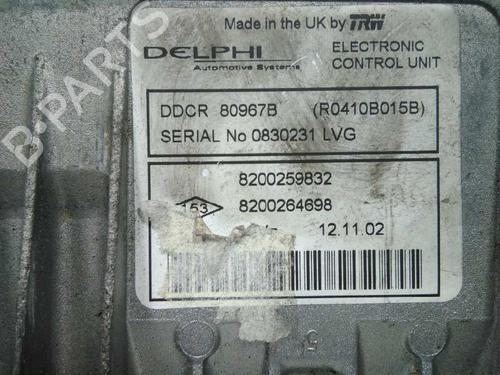 Made in the UK by TRW
DELPHI
Automotive Systems
ELECTRONIC
CONTROL UNIT
DDCR 80967B (R0410B015B)
SERIAL No 0830231 LVG
8200259832
153 8200264698
12.11.02
B-PARTS